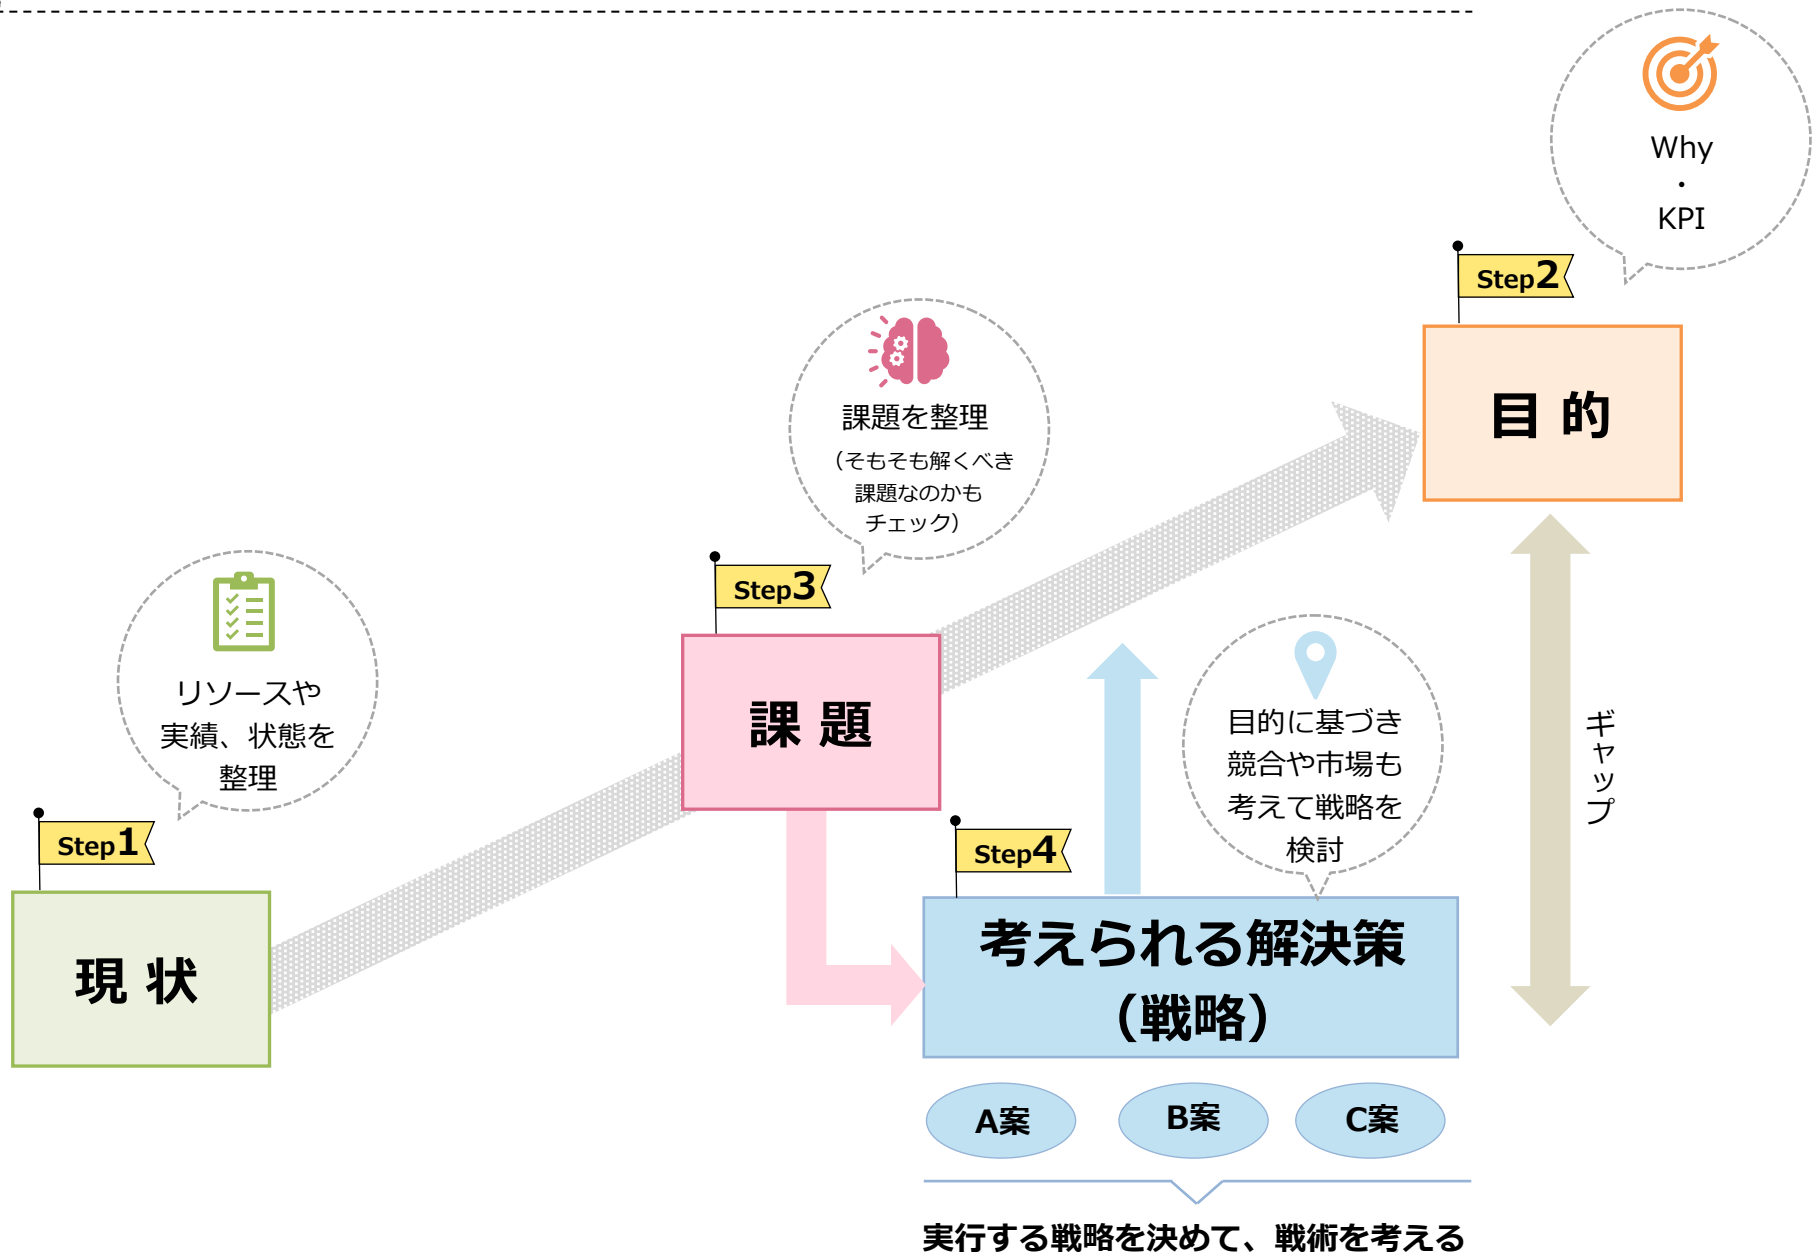 Why
・
KPI
Step2
目 的
課題を整理
（そもそも解くべき
課題なのかも
チェック）
Step3
課 題
リソースや
実績、状態を
整理
Step1
現 状
目的に基づき
競合や市場も
考えて戦略を
検討
ギャップ
Step4
考えられる解決策
（戦略）
A案
B案
C案
実行する戦略を決めて、戦術を考える